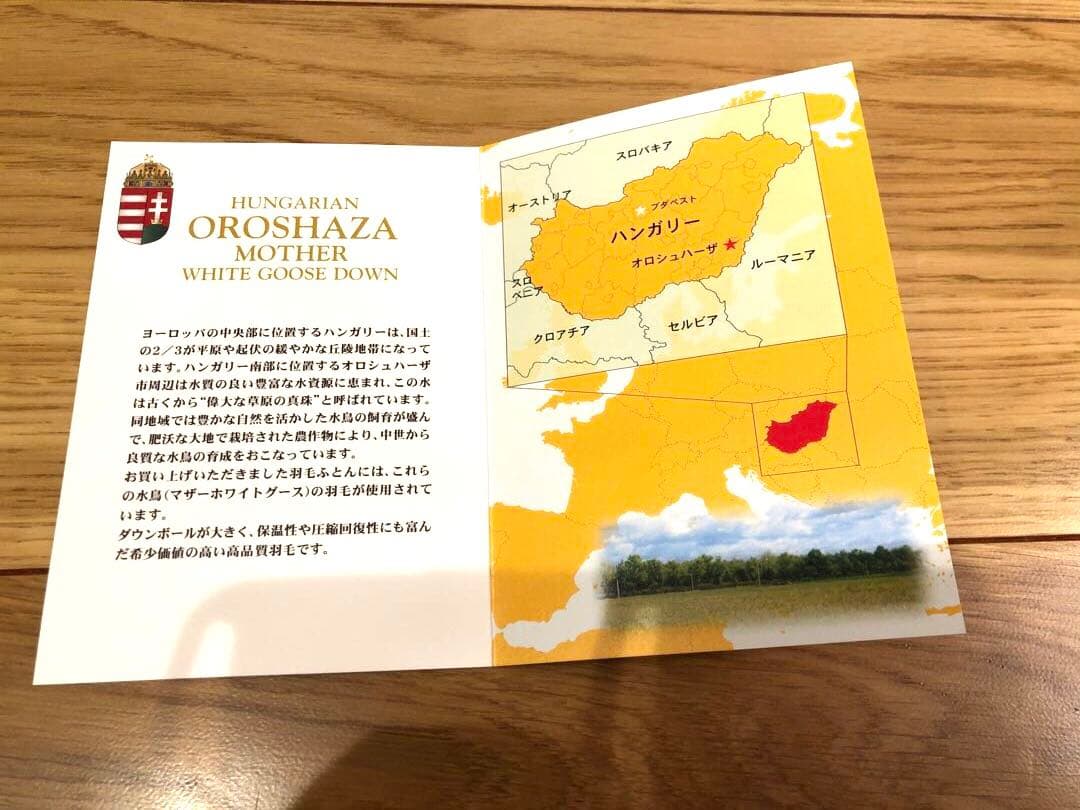 HUNGARIAN
OROSHAZA
MOTHER
WHITE GOOSE DOWN
ヨーロッパの中央部に位置するハンガリーは、国土
の2/3が平原や起伏の緩やかな丘陵地帯になって
います。ハンガリー南部に位置するオロシュハーザ
市周辺は水質の良い豊富な水資源に恵まれ、この水
は古くから“偉大な草原の真珠”と呼ばれています。
同地域では豊かな自然を活かした水鳥の飼育が盛ん
で、肥沃な大地で栽培された農作物により、中世から
良質な水鳥の育成をおこなっています。
お買い上げいただきました羽毛ふとんには、これら
の水鳥(マザーホワイトグース)の羽毛が使用されて
います。
ダウンボールが大きく、保温性や圧縮回復性にも富ん
だ希少価値の高い高品質羽毛です。
スロバキア
オーストリア
ブダペスト
ハンガリー
オロシュハーザ
ルーマニア
スロ
ベニア
クロアチア
セルビア